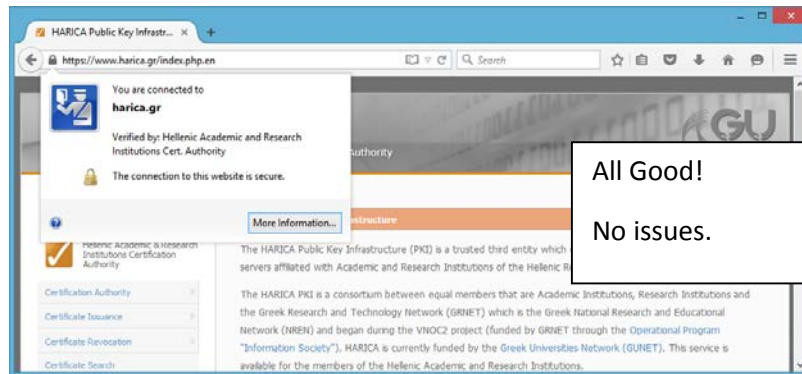 HARICA Public Key Infrastr...
https://www.harica.gr/index.php.en
Search
You are connected to
harica.gr
Verified by: Hellenic Academic and Research
Institutions Cert. Authority
The connection to this website is secure.
More Information...
GU
Authority
All Good!
No issues.
structure
Hellenic Academic & Research
Institutions Certification
Authority
Certification Authority
Certificate Issuance
Certificate Revocation
Certificate Search
The HARICA Public Key Infrastructure (PKI) is a trusted third entity which
servers affliated with Academic and Research Institutions of the Hellenic
The HARICA PKI is a consortium between equal members that are Academic Institutions, Research Institutions and
the Greek Research and Technology Network (GRNET) which is the Greek National Research and Educational
Network (NREN) and began during the VNOC2 project (funded by GRNET through the Operational Program
"Information Society"). HARICA is currently funded by the Greek Universities Network (GUNET). This service is
available for the members of the Hellenic Academic and Research Institutions.